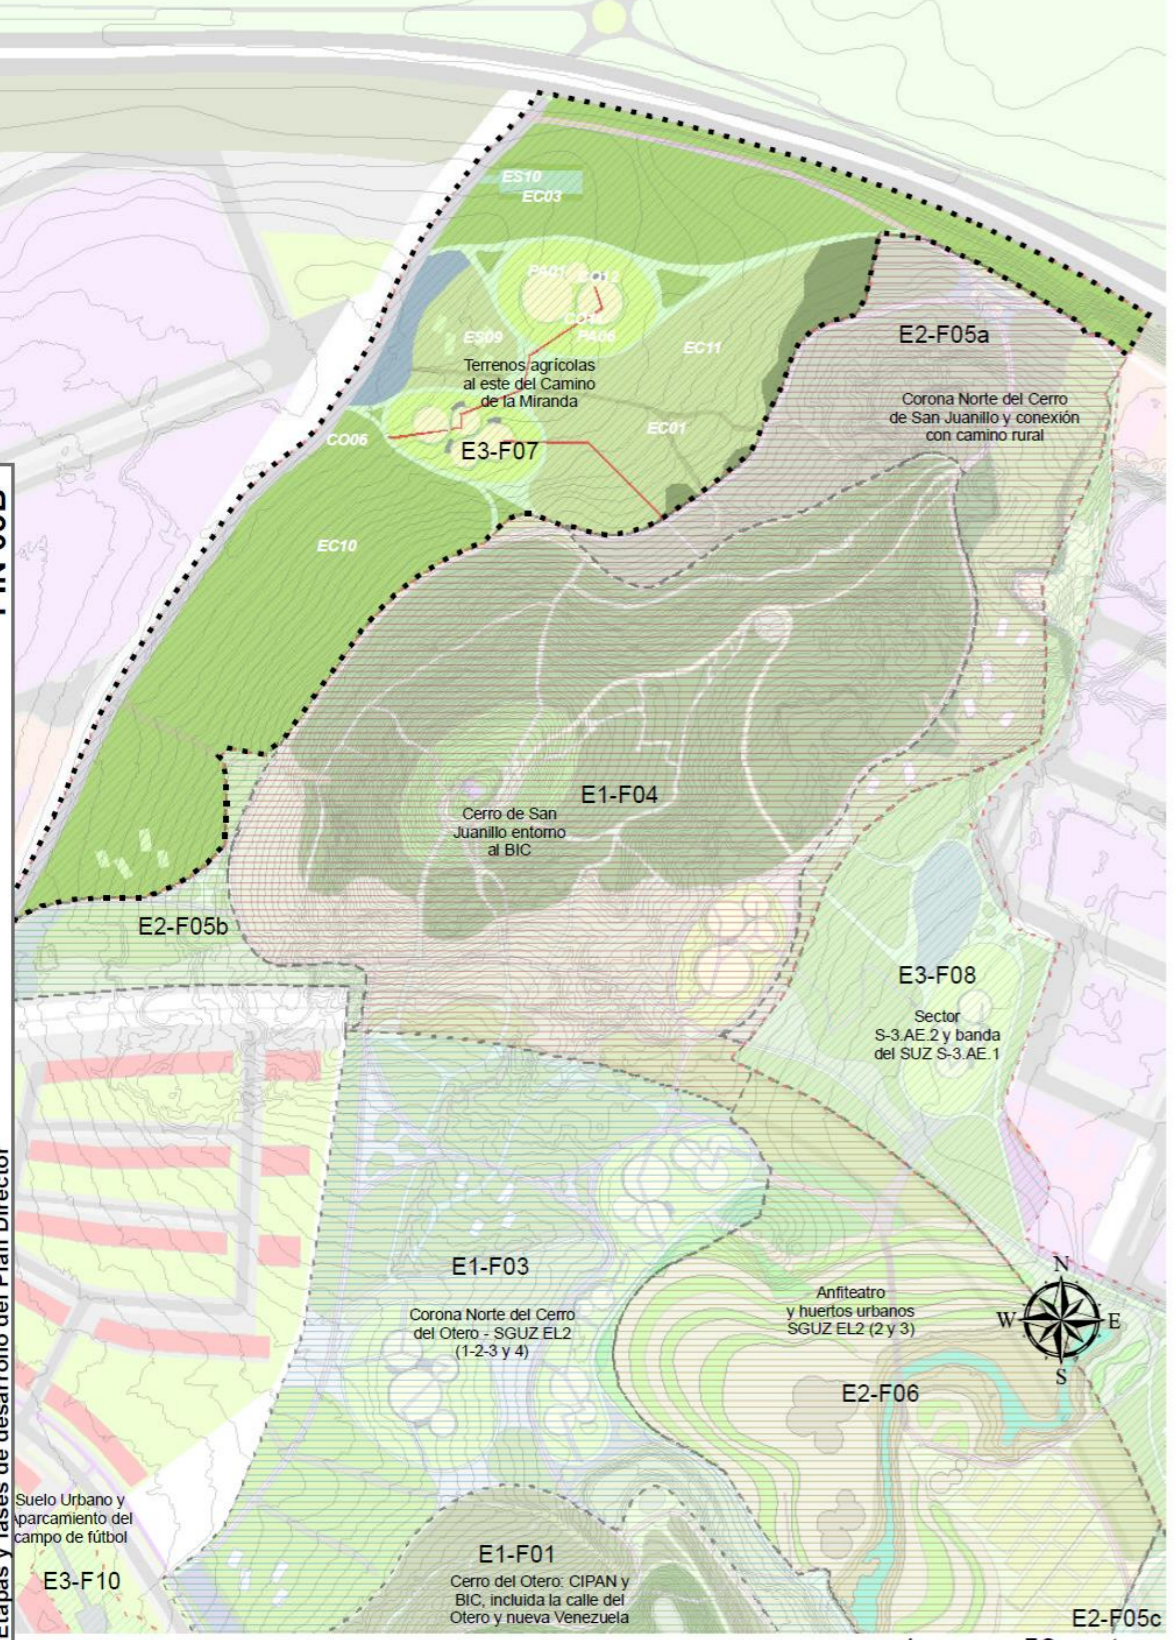 ES10
EC03
PA01
CO12
PA06
ES09
EC11
Terrenos agrícolas
al este del Camino
de la Miranda
CO06
EC01
E3-F07
E2-F05a
Corona Norte del Cerro
de San Juanillo y conexión
con camino rural
EC10
E1-F04
Cerro de San
Juanillo entorno
al BIC
E2-F05b
E3-F08
Sector
S-3.AE.2 y banda
del SUZ S-3.AE.1
E1-F03
Corona Norte del Cerro
del Otero - SGUZ EL2
(1-2-3 y 4)
Anfiteatro
y huertos urbanos
SGUZ EL2 (2 y 3)
E2-F06
N
W
E
S
Suelo Urbano y
Aparcamiento del
campo de fútbol
E3-F10
E1-F01
Cerro del Otero: CIPAN y
BIC, incluida la calle del
Otero y nueva Venezuela
E2-F05c
Etapas y fases de desarrollo del Plan Director